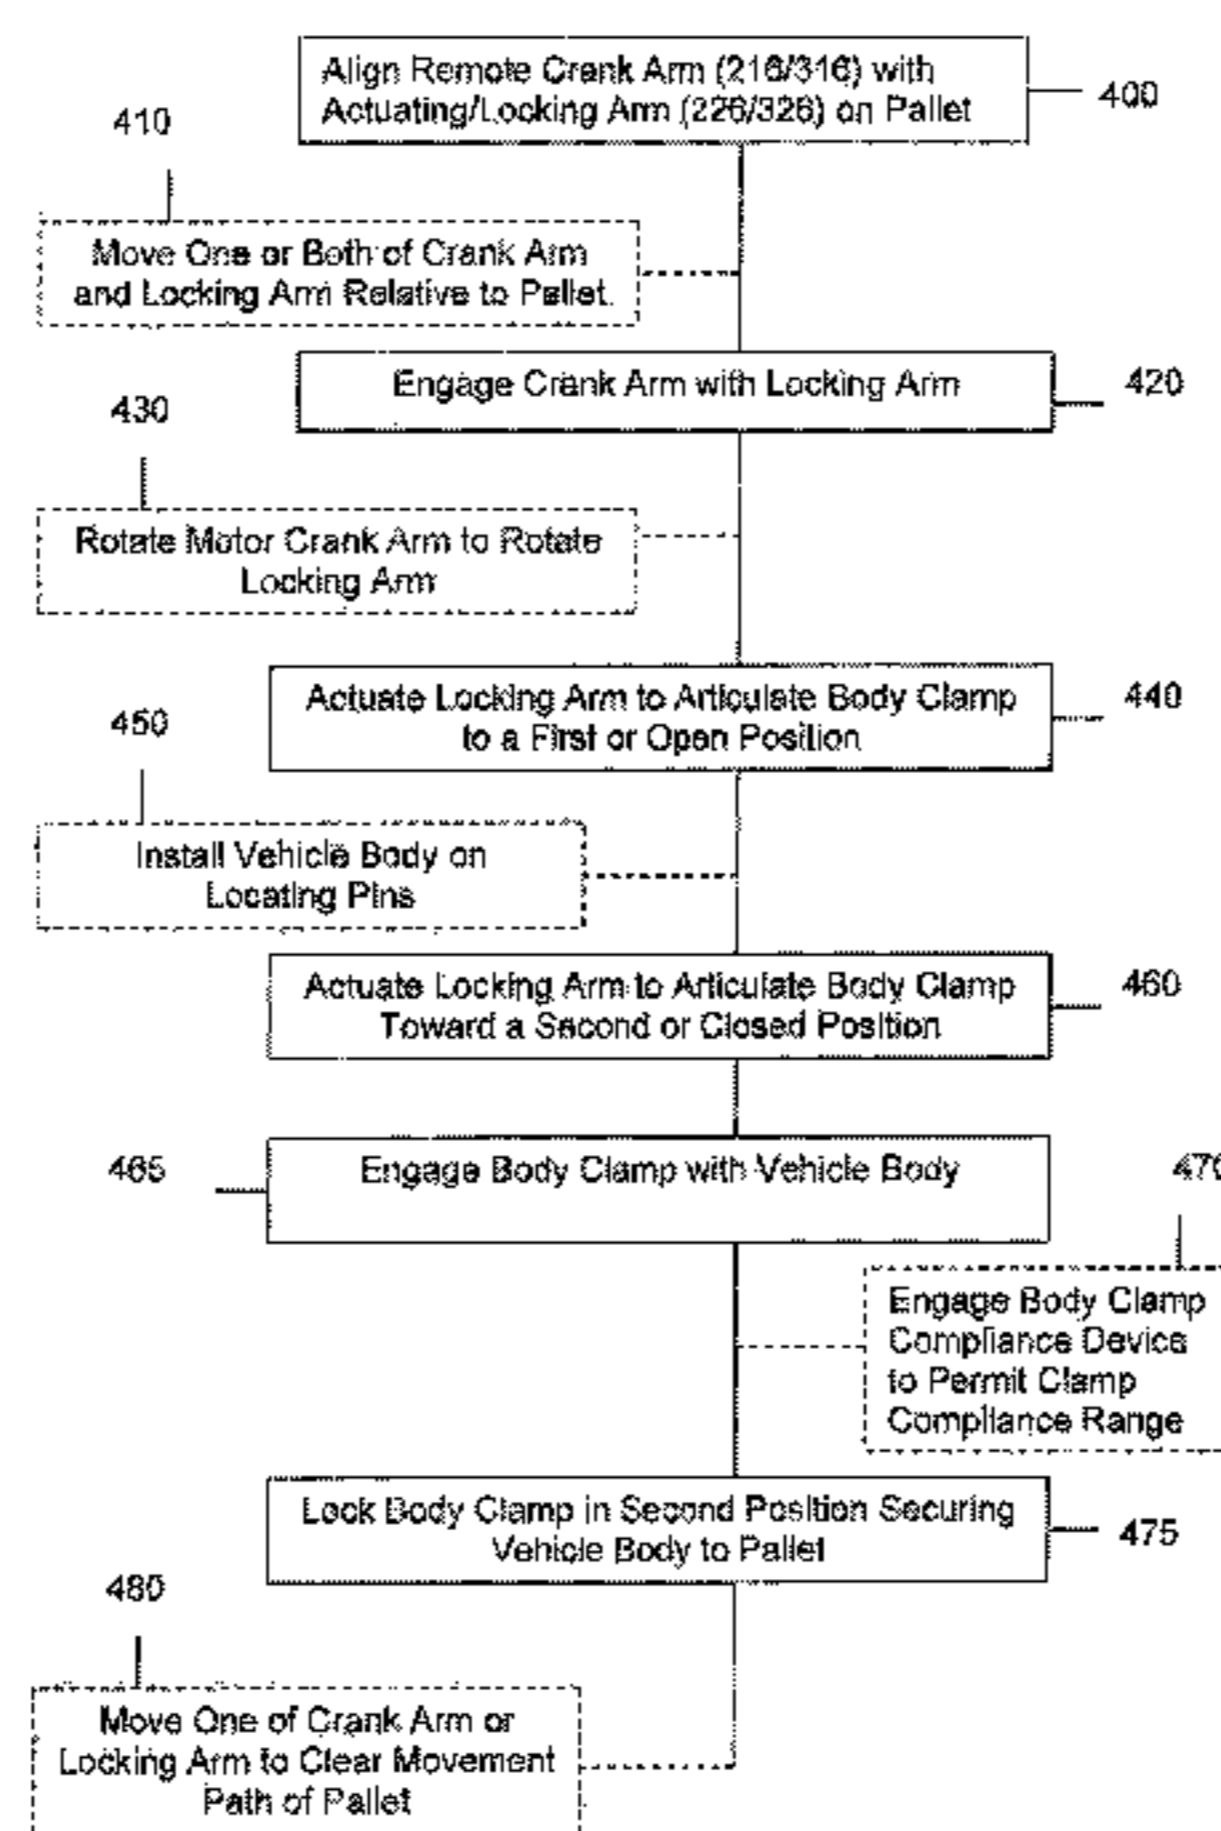 Align Remote Crank Arm (216/316) with
Actuating/Locking Arm (226/326) on Pallet
400
410
Move One or Both of Crank Arm
and Locking Arm Relative to Pallet.
Engage Crank Arm with Locking Arm
420
430
Rotate Motor Crank Arm to Rotate
Locking Arm
Actuate Locking Arm to Articulate Body Clamp
to a First or Open Position
440
450
Install Vehicle Body on
Locating Pins
Actuate Locking Arm to Articulate Body Clamp
Toward a Second or Closed Position
460
465
Engage Body Clamp with Vehicle Body
470
Engage Body Clamp
Compliance Device
to Permit Clamp
Compliance Range
Lock Body Clamp in Second Position Securing
Vehicle Body to Pallet
475
480
Move One of Crank Arm or
Locking Arm to Clear Movement
Path of Pallet